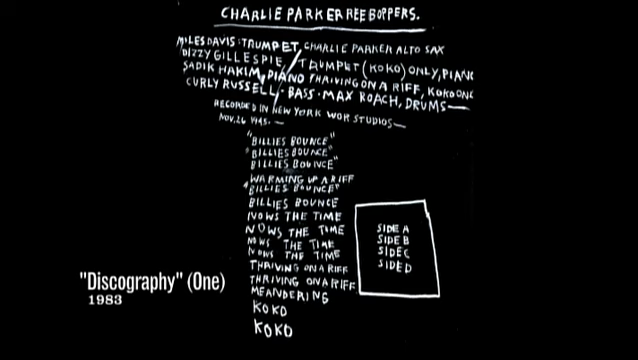 CHARLIE PARKER REEBOPPERS.
MILES DAVIS: TRUMPET, CHARLIE PARKER ALTO SAX
DIZZY GILLESPIE, TRUMPET (KOKO) ONLY, PIANO
SADIK HAKIM, PIANO THRIVING ON A RIFF, KOKO ONE
CURLY RUSSELL, BASS - MAX ROACH, DRUMS—
RECORDED IN NEW YORK WOR STUDIOS—
NOV. 26 1945. —
"BILLIES BOUNCE"
"BILLIES BOUNCE"
BILLIES BOUNCE"
WARMING UP A RIFF
"BILLIES BOUNCE"
BILLIES BOUNCE
NOWS THE TIME
NOWS THE TIME
NOWS THE TIME
NOWS THE TIME
THRIVING ON A RIFF
THRIVING ON A RIFF
MEANDERING
KOKO
KOKO
SIDE A
SIDE B
SIDE C
SIDE D
"Discography" (One)
1983